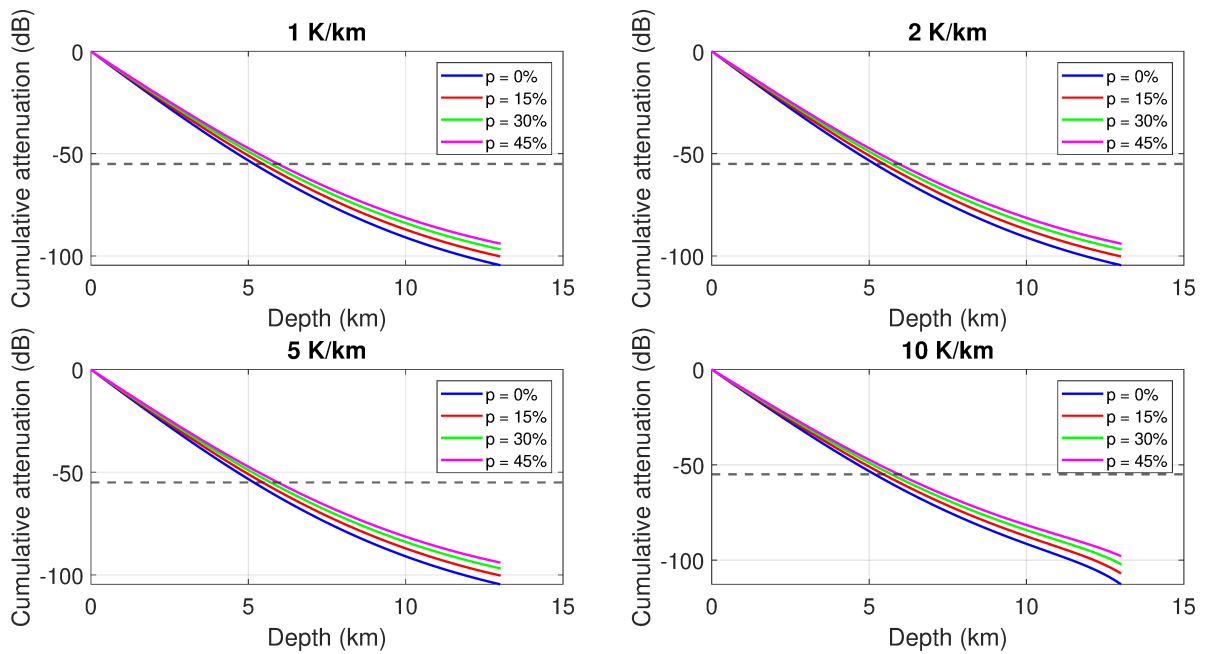 1 K/km
Cumulative attenuation (dB)
0
-50
-100
p = 0%
p = 15%
p = 30%
p = 45%
0 5 10 15
Depth (km)
2 K/km
Cumulative attenuation (dB)
0
-50
-100
p = 0%
p = 15%
p = 30%
p = 45%
0 5 10 15
Depth (km)
5 K/km
Cumulative attenuation (dB)
0
-50
-100
p = 0%
p = 15%
p = 30%
p = 45%
0 5 10 15
Depth (km)
10 K/km
Cumulative attenuation (dB)
0
-50
-100
p = 0%
p = 15%
p = 30%
p = 45%
0 5 10 15
Depth (km)